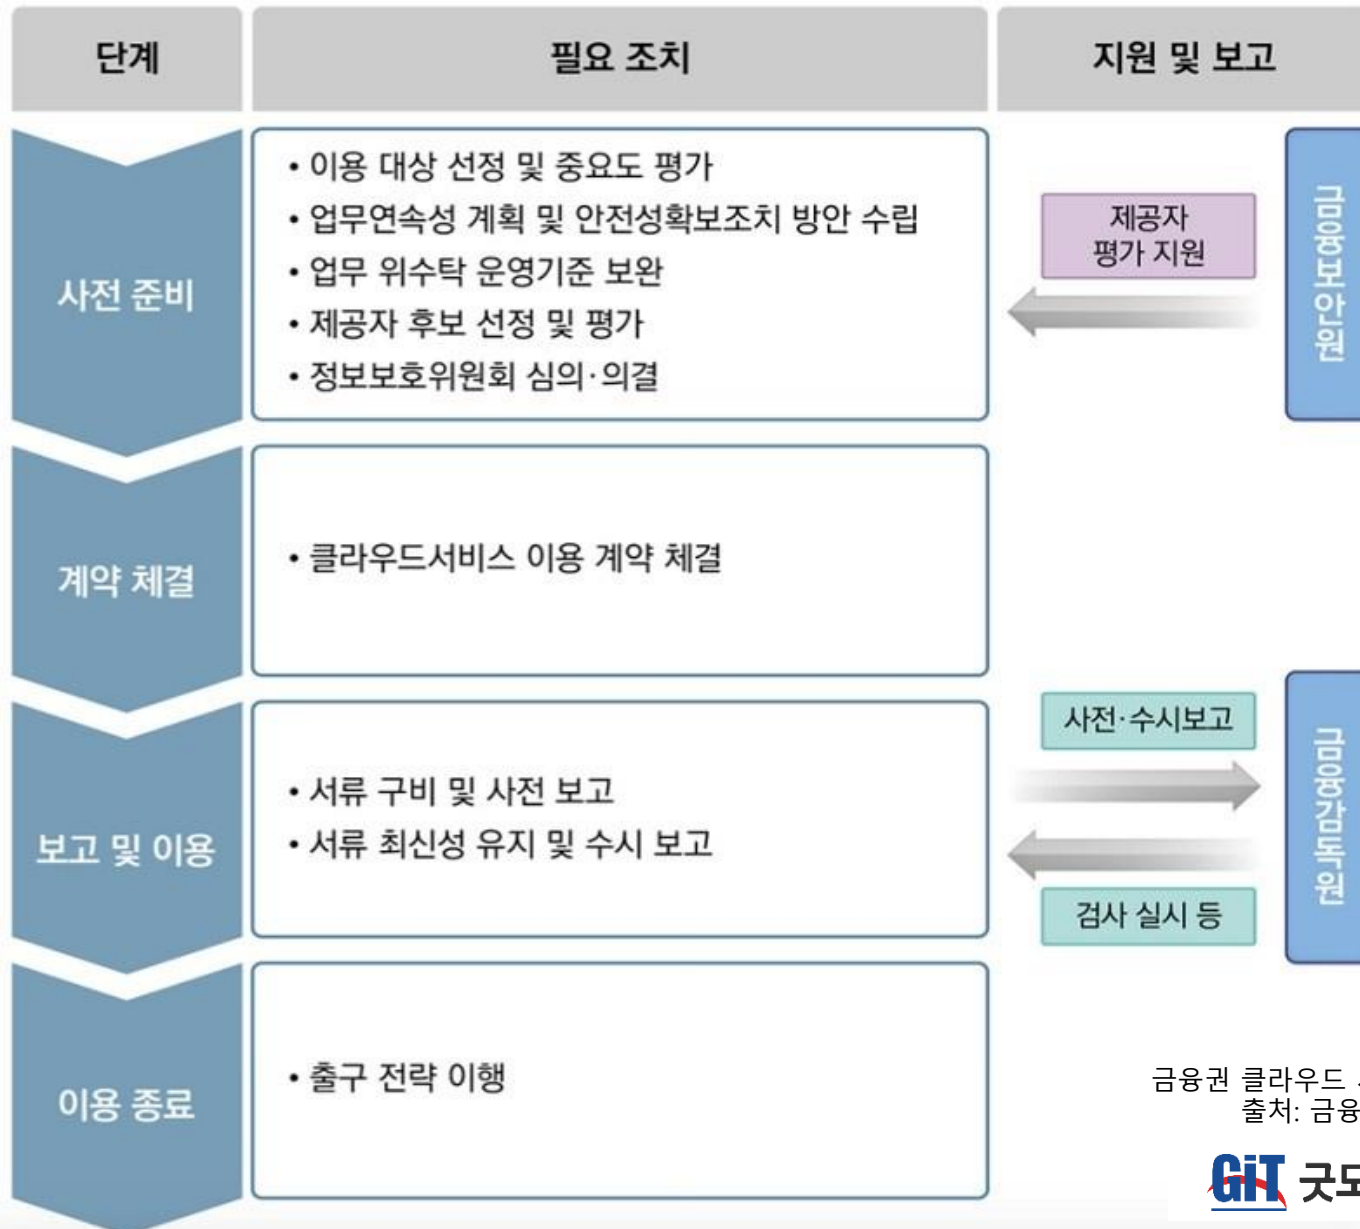 단계
필요 조치
지원 및 보고
사전 준비
• 이용 대상 선정 및 중요도 평가
• 업무연속성 계획 및 안전성확보조치 방안 수립
• 업무 위수탁 운영기준 보완
• 제공자 후보 선정 및 평가
• 정보보호위원회 심의·의결
제공자
평가 지원
금융보안원
계약 체결
• 클라우드서비스 이용 계약 체결
보고 및 이용
• 서류 구비 및 사전 보고
• 서류 최신성 유지 및 수시 보고
사전·수시보고
검사 실시 등
금융감독원
이용 종료
• 출구 전략 이행
금융권 클라우드
출처: 금융
GiT 굿모